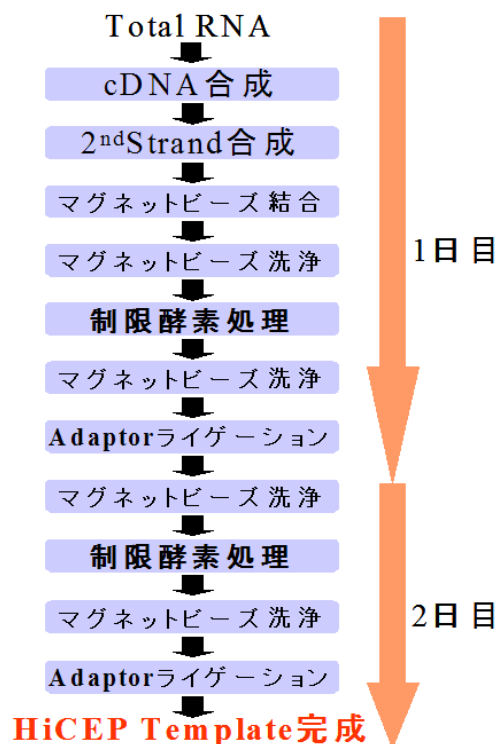 Total RNA
cDNA合成
2ndStrand合成
マグネットビーズ結合
マグネットビーズ洗浄
制限酵素処理
マグネットビーズ洗浄
Adaptorライゲーション
マグネットビーズ洗浄
制限酵素処理
マグネットビーズ洗浄
Adaptorライゲーション
HiCEP Template完成
1日目
2日目